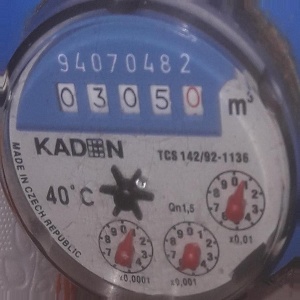 94070482
03050 m³
KADEN
TCS 142/92-1136
40°C
Qn1,5
MADE IN CZECH REPUBLIC
x0,01
x0,0001
x0,001